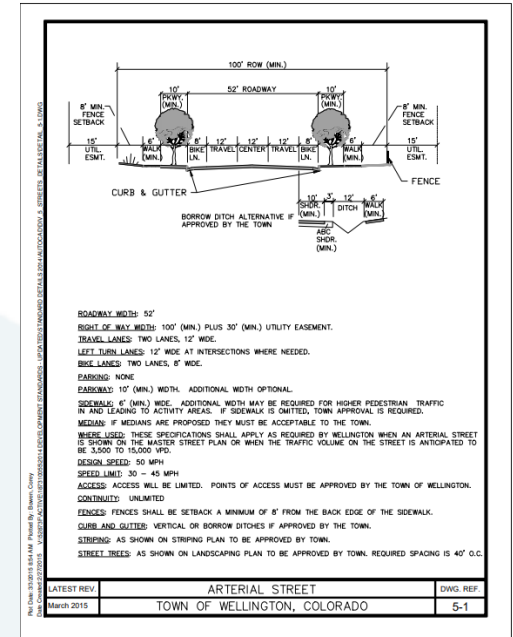 100' ROW (MIN.)
10' PKWY. (MIN.)
52' ROADWAY
10' PKWY. (MIN.)
8' MIN. FENCE SETBACK
8' MIN. FENCE SETBACK
15' UTIL. ESMT.
6' WALK (MIN.)
8' BIKE LN.
12' TRAVEL
12' CENTER
12' TRAVEL
8' BIKE LN.
6' WALK (MIN.)
15' UTIL. ESMT.
CURB & GUTTER
FENCE
BORROW DITCH ALTERNATIVE IF
APPROVED BY THE TOWN
10' SHDR. (MIN.)
3'
12' DITCH
6' WALK (MIN.)
ABC SHDR. (MIN.)
ROADWAY WIDTH: 52'
RIGHT OF WAY WIDTH: 100' (MIN.) PLUS 30' (MIN.) UTILITY EASEMENT.
TRAVEL LANES: TWO LANES, 12' WIDE.
LEFT TURN LANES: 12' WIDE AT INTERSECTIONS WHERE NEEDED.
BIKE LANES: TWO LANES, 8' WIDE.
PARKING: NONE
PARKWAY: 10' (MIN.) WIDTH. ADDITIONAL WIDTH OPTIONAL.
SIDEWALK: 6' (MIN.) WIDE. ADDITIONAL WIDTH MAY BE REQUIRED FOR HIGHER PEDESTRIAN TRAFFIC
IN AND LEADING TO ACTIVITY AREAS. IF SIDEWALK IS OMITTED, TOWN APPROVAL IS REQUIRED.
MEDIAN: IF MEDIANS ARE PROPOSED THEY MUST BE ACCEPTABLE TO THE TOWN.
WHERE USED: THESE SPECIFICATIONS SHALL APPLY AS REQUIRED BY WELLINGTON WHEN AN ARTERIAL STREET
IS SHOWN ON THE MASTER STREET PLAN OR WHEN THE TRAFFIC VOLUME ON THE STREET IS ANTICIPATED TO
BE 3,500 TO 15,000 VPD.
DESIGN SPEED: 50 MPH
SPEED LIMIT: 30 – 45 MPH
ACCESS: ACCESS WILL BE LIMITED. POINTS OF ACCESS MUST BE APPROVED BY THE TOWN OF WELLINGTON.
CONTINUITY: UNLIMITED
FENCES: FENCES SHALL BE SETBACK A MINIMUM OF 8' FROM THE BACK EDGE OF THE SIDEWALK.
CURB AND GUTTER: VERTICAL OR BORROW DITCHES IF APPROVED BY THE TOWN.
STRIPING: AS SHOWN ON STRIPING PLAN TO BE APPROVED BY TOWN.
STREET TREES: AS SHOWN ON LANDSCAPING PLAN TO BE APPROVED BY TOWN. REQUIRED SPACING IS 40' O.C.
LATEST REV.
ARTERIAL STREET
DWG. REF.
March 2015
TOWN OF WELLINGTON, COLORADO
5-1